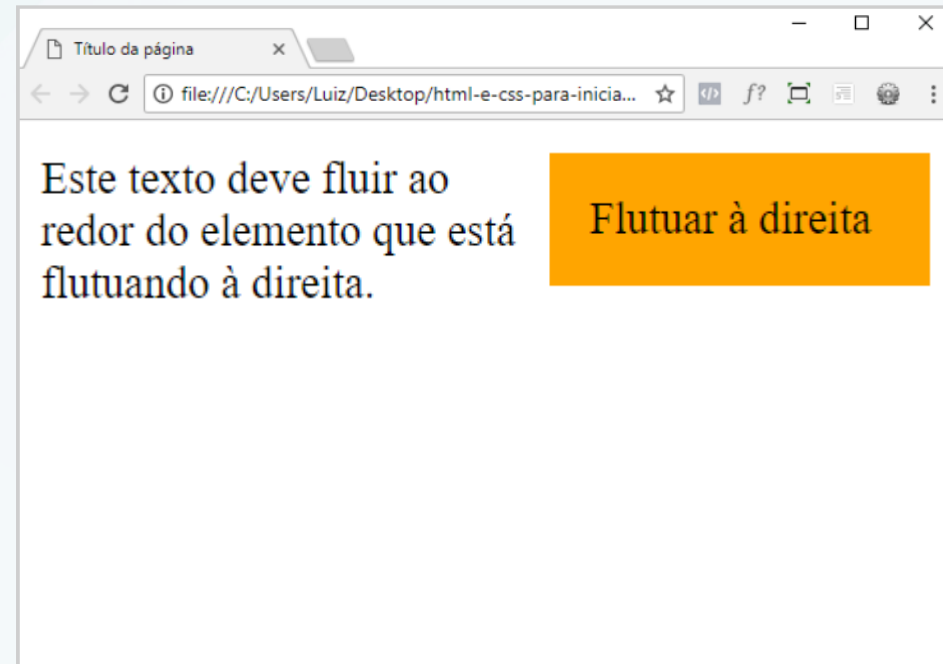 Título da página
file:///C:/Users/Luiz/Desktop/html-e-css-para-inicia...
f?
Este texto deve fluir ao
redor do elemento que está
flutuando à direita.
Flutuar à direita